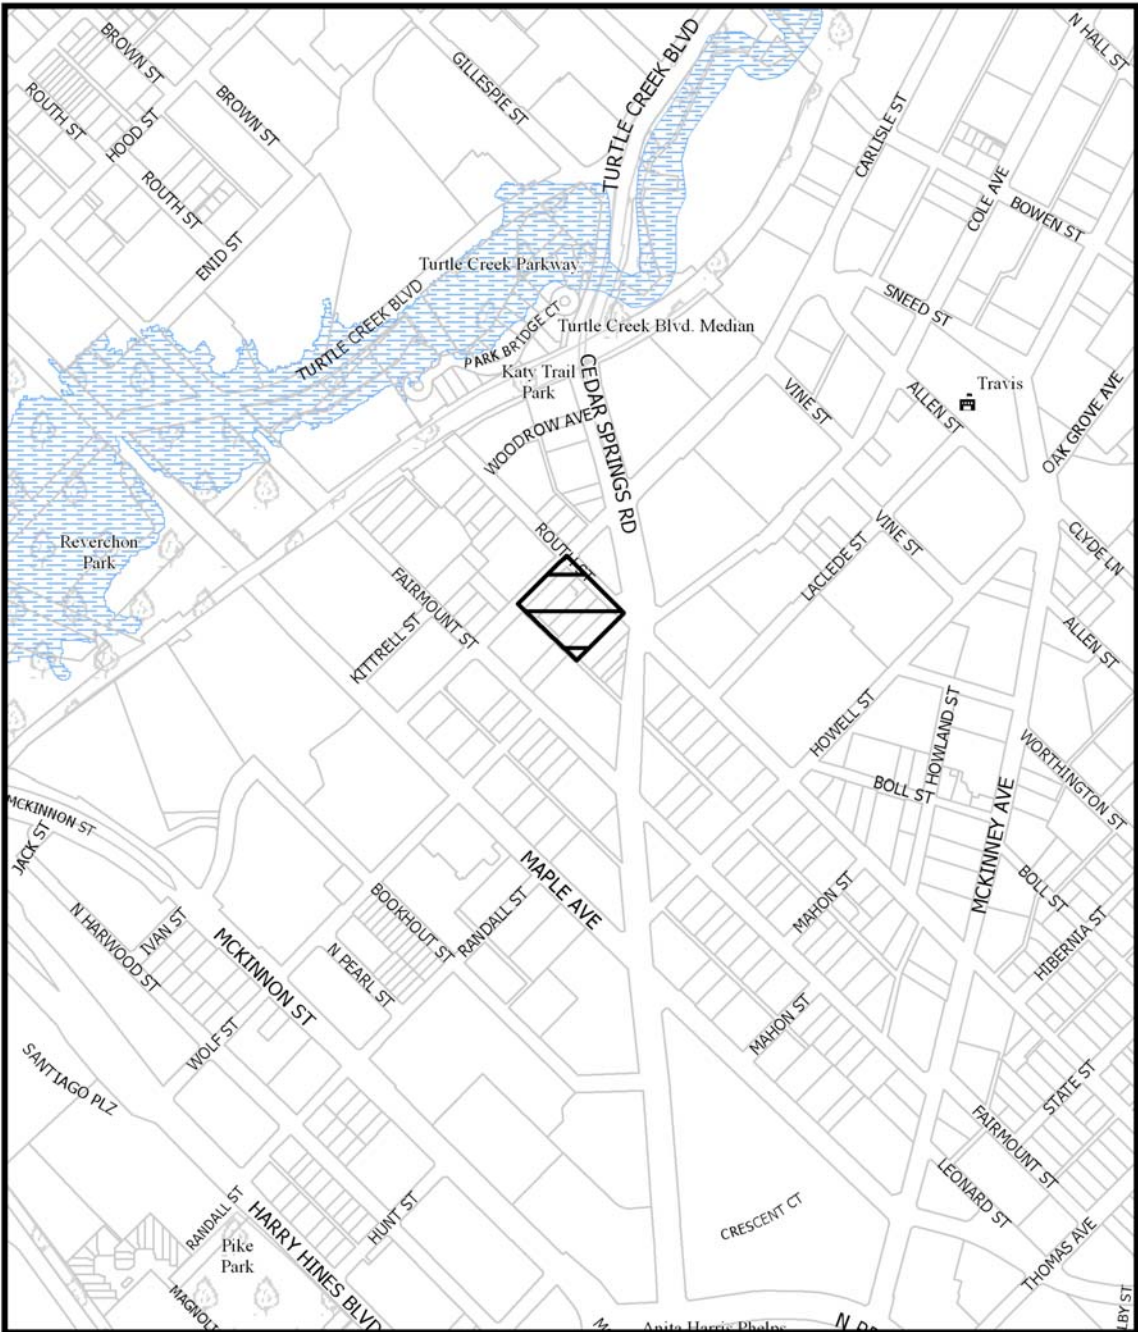 BROWN ST
GILLESPIE ST
TURTLE CREEK BLVD
N HALL ST
ROUTH ST
HOOD ST
BROWN ST
CARLISLE ST
ROUTH ST
COLE AVE
BOWEN ST
ENID ST
Turtle Creek Parkway
TURTLE CREEK BLVD
SNEED ST
PARK BRIDGE CT
Turtle Creek Blvd. Median
Katy Trail
Park
CEDAR SPRINGS RD
VINE ST
ALLEN ST
Travis
OAK GROVE AVE
WOODROW AVE
Reverchon
Park
FAIRMOUNT ST
KITTRELL ST
LACLEDE ST
VINE ST
CLYDE LN
ALLEN ST
HOWELL ST
HOWLAND ST
WORTHINGTON ST
BOLL ST
MCKINNEY AVE
MCKINNON ST
JACK ST
MAPLE AVE
BOOKHOUT ST
RANDALL ST
MAHON ST
BOLL ST
HIBERNIA ST
N HARWOOD ST
IVAN ST
MCKINNON ST
N PEARL ST
WOLF ST
MAHON ST
SANTIAGO PLZ
STATE ST
FAIRMOUNT ST
LEONARD ST
RANDALL ST
HARRY HINES BLVD
HUNT ST
CRESCENT CT
THOMAS AVE
Pike
Park
Anita Harris Phelps